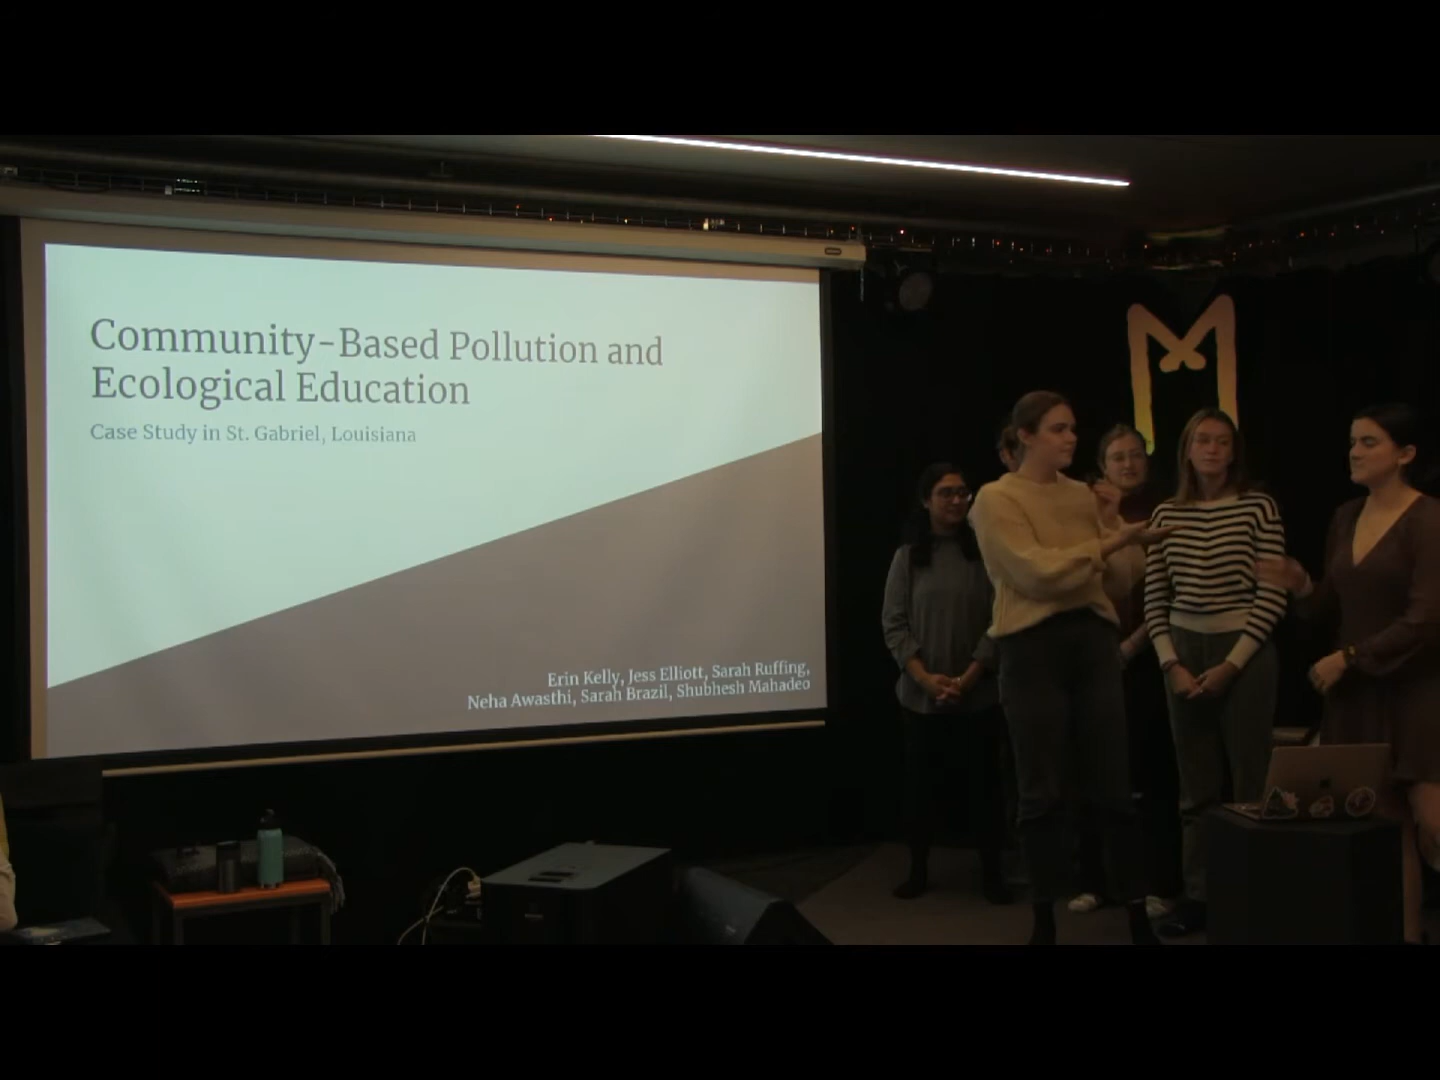 Community-Based Pollution and
Ecological Education
Case Study in St. Gabriel, Louisiana
Erin Kelly, Jess Elliott, Sarah Ruffing,
Neha Awasthi, Sarah Brazil, Shubhesh Mahadeo
M